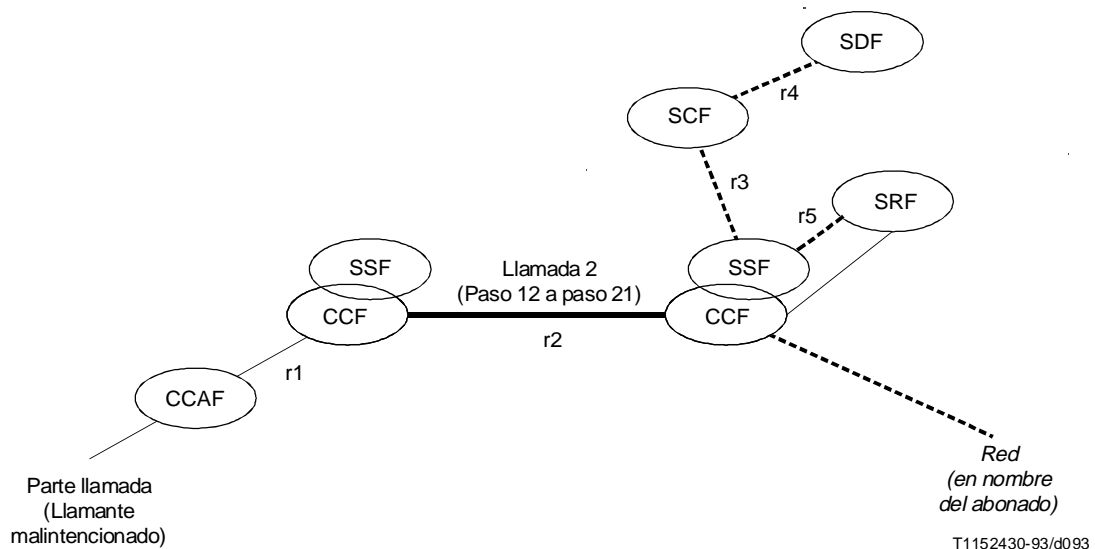 SDF
r4
SCF
r3
SRF
r5
SSF
SSF
Llamada 2
(Paso 12 a paso 21)
CCF
CCF
r2
r1
CCAF
Parte llamada
(Llamante
malintencionado)
Red
(en nombre
del abonado)
T1152430-93/d093